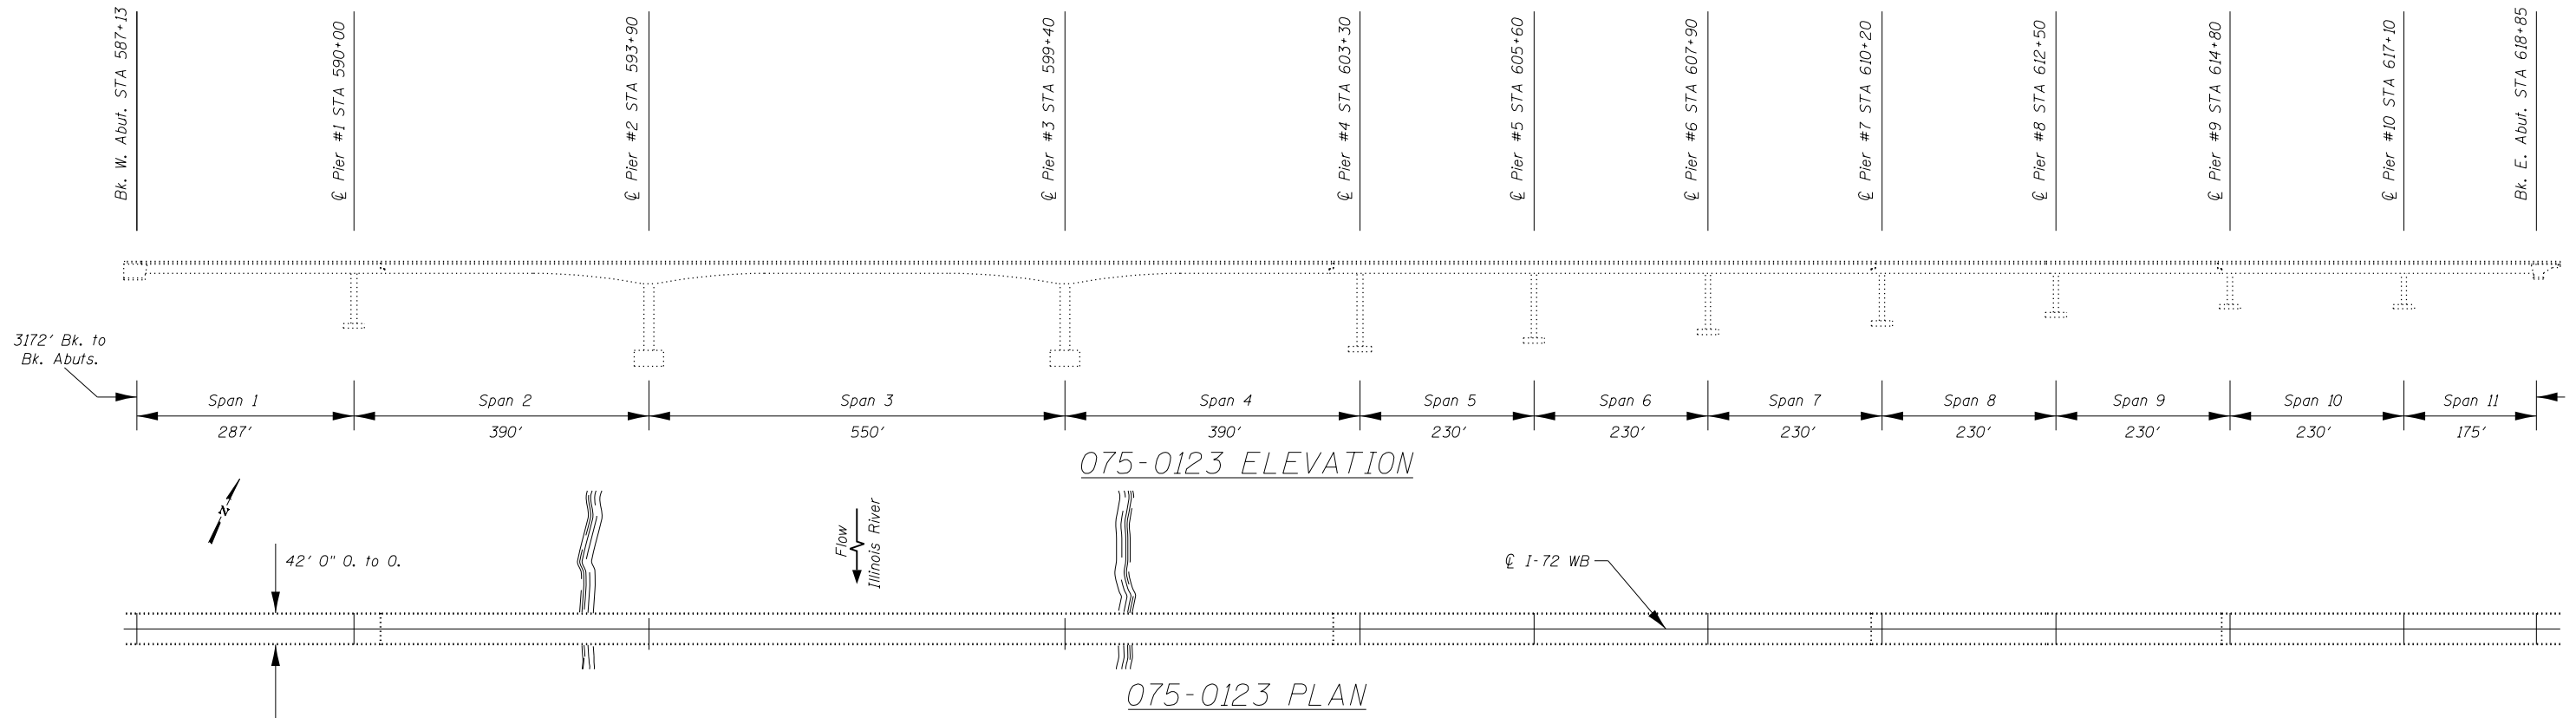 Bk. W. Abut. STA 587+13
℄ Pier #1 STA 590+00
℄ Pier #2 STA 593+90
℄ Pier #3 STA 599+40
℄ Pier #4 STA 603+30
℄ Pier #5 STA 605+60
℄ Pier #6 STA 607+90
℄ Pier #7 STA 610+20
℄ Pier #8 STA 612+50
℄ Pier #9 STA 614+80
℄ Pier #10 STA 617+10
Bk. E. Abut. STA 618+85
3172' Bk. to
Bk. Abuts.
Span 1
Span 2
Span 3
Span 4
Span 5
Span 6
Span 7
Span 8
Span 9
Span 10
Span 11
287'
390'
550'
390'
230'
230'
230'
230'
230'
230'
175'
075-0123 ELEVATION
N
Flow
Illinois River
42' 0" O. to O.
℄ I-72 WB
075-0123 PLAN